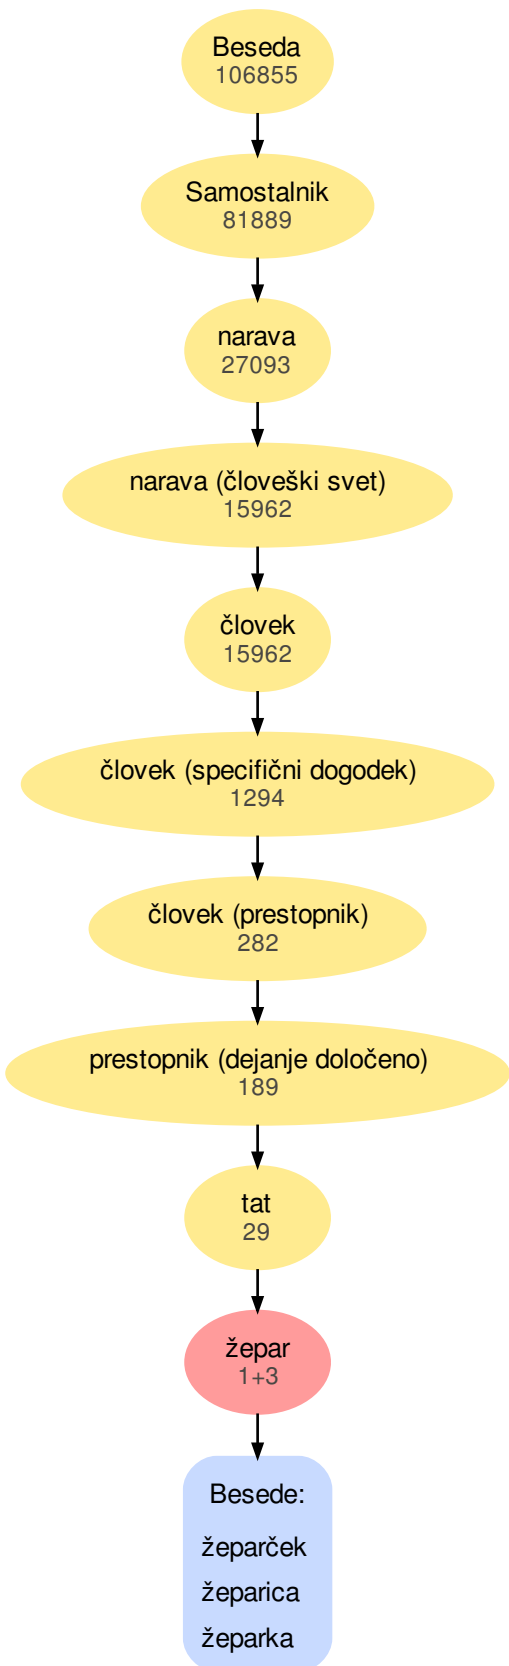 Beseda
106855
Samostalnik
81889
narava
27093
narava (človeški svet)
15962
človek
15962
človek (specifični dogodek)
1294
človek (prestopnik)
282
prestopnik (dejanje določeno)
189
tat
29
žepar
1+3
Besede:
žeparček
žeparica
žeparka